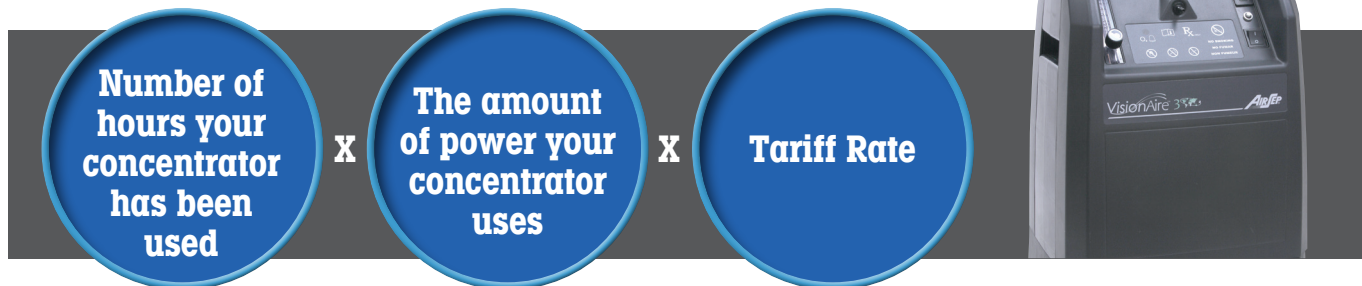 Number of
hours your
concentrator
has been
used
X
The amount
of power your
concentrator
uses
X
Tariff Rate
VisionAire
AirSep